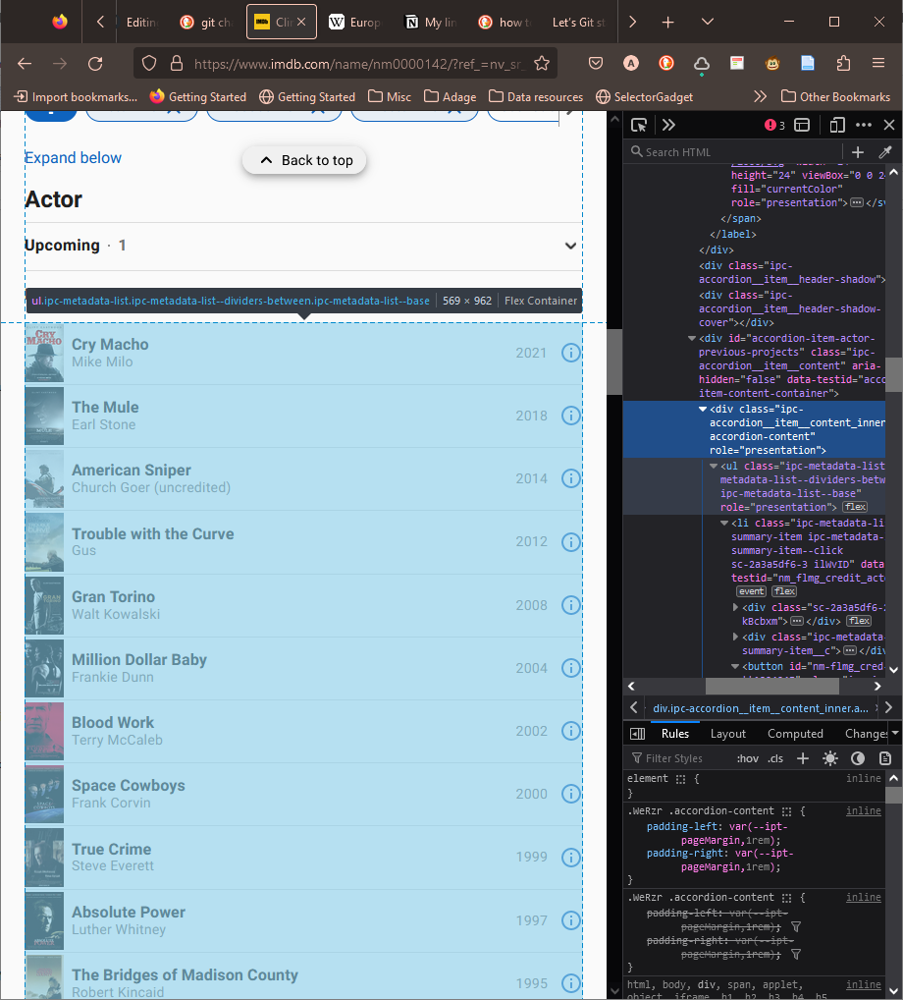 Editin
git ch
Cli
Europ
My lin
how t
Let's Git st
https://www.imdb.com/name/nm0000142/?ref_=nv_sr_
Import bookmarks...
Getting Started
Getting Started
Misc
Adage
Data resources
SelectorGadget
Other Bookmarks
Expand below
Back to top
Actor
Upcoming · 1
ul.ipc-metadata-list.ipc-metadata-list--dividers-between.ipc-metadata-list--base 569 × 962 Flex Container
CRY MACHO
Cry Macho 2021
Mike Milo
The Mule 2018
Earl Stone
American Sniper 2014
Church Goer (uncredited)
Trouble with the Curve 2012
Gus
Gran Torino 2008
Walt Kowalski
Million Dollar Baby 2004
Frankie Dunn
Blood Work 2002
Terry McCaleb
Space Cowboys 2000
Frank Corvin
True Crime 1999
Steve Everett
Absolute Power 1997
Luther Whitney
The Bridges of Madison County 1995
Robert Kincaid
3
Search HTML
height="24" viewBox="0 0 24
fill="currentColor"
role="presentation"> </sv
</span>
</label>
</div>
<div class="ipc-
accordion__item__header-shadow">
<div class="ipc-
accordion__item__header-shadow-
cover"></div>
<div id="accordion-item-actor-
previous-projects" class="ipc-
accordion__item__content" aria-
hidden="false" data-testid="acco
item-content-container">
<div class="ipc-
accordion__item__content_inner
accordion-content"
role="presentation">
<ul class="ipc-metadata-list
metadata-list--dividers-betw
ipc-metadata-list--base"
role="presentation"> flex
<li class="ipc-metadata-li
summary-item ipc-metadata-
summary-item--click
sc-2a3a5df6-3 ilWvID" data
testid="nm_flmg_credit_act
event flex
<div class="sc-2a3a5df6-2
kBcbxm"> </div> flex
<div class="ipc-metadata-
summary-item__c"> </div
<button id="nm-flmg_cred-
div.ipc-accordion__item__content_inner.a...
Rules
Layout
Computed
Changes
Filter Styles
:hov .cls
element { inline
}
.WeRzr .accordion-content { inline
padding-left: var(--ipt-
pageMargin,1rem);
padding-right: var(--ipt-
pageMargin,1rem);
}
.WeRzr .accordion-content { inline
padding-left: var(--ipt-
pageMargin,1rem);
padding-right: var(--ipt-
pageMargin,1rem);
}
html, body, div, span, applet, inline
object, iframe, h1, h2, h3, h4, h5,